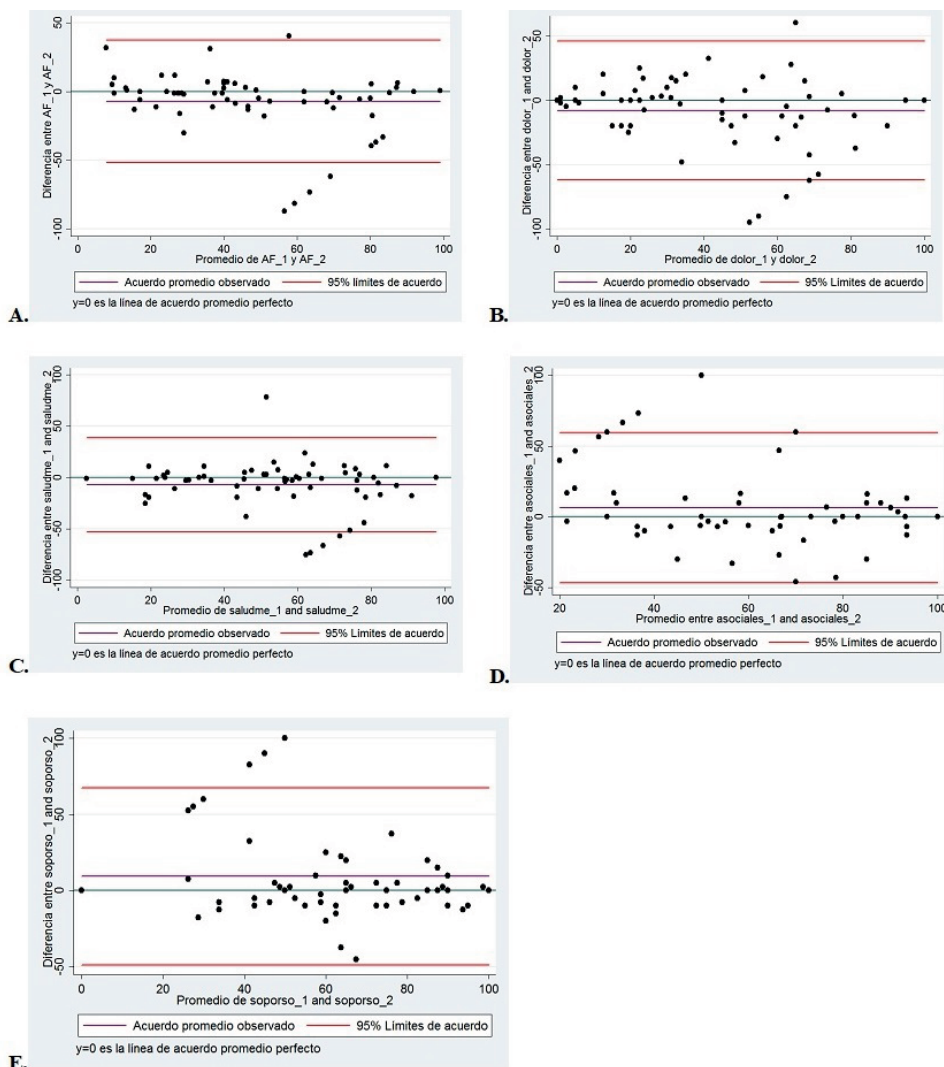 50
0
-50
-100
Diferencia entre AF_1 y AF_2
0 20 40 60 80 100
Promedio de AF_1 y AF_2
Acuerdo promedio observado 95% limites de acuerdo
y=0 es la línea de acuerdo promedio perfecto
A.
50
0
-50
-100
Diferencia entre dolor_1 and dolor_2
0 20 40 60 80 100
Promedio de dolor_1 y dolor_2
Acuerdo promedio observado 95% Limites de acuerdo
y=0 es la línea de acuerdo promedio perfecto
B.
100
50
0
-50
-100
Diferencia entre saludme_1 and saludme_2
0 20 40 60 80 100
Promedio de saludme_1 and saludme_2
Acuerdo promedio observado 95% Limites de acuerdo
y=0 es la línea de acuerdo promedio perfecto
C.
100
50
0
-50
Diferencia entre asociales_1 and asociales_2
20 40 60 80 100
Promedio entre asociales_1 and asociales_2
Acuerdo promedio observado 95% Limites de acuerdo
y=0 es la línea de acuerdo promedio perfecto
D.
100
50
0
-50
Diferencia entre soporso_1 and soporso_2
0 20 40 60 80 100
Promedio de soporso_1 and soporso_2
Acuerdo promedio observado 95% Limites de acuerdo
y=0 es la línea de acuerdo promedio perfecto